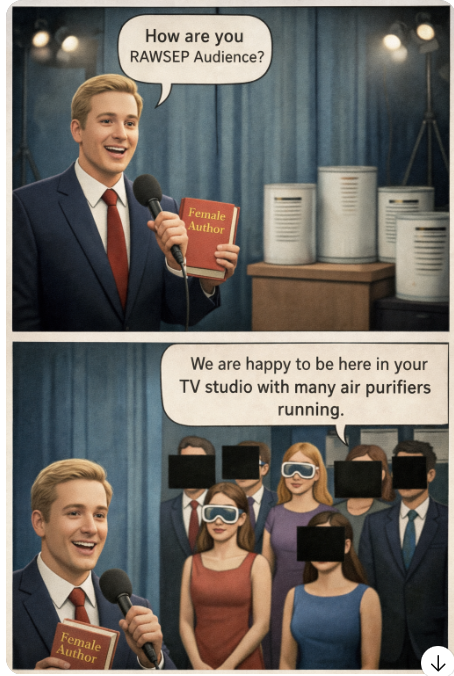 How are you
RAWSEP Audience?
Female
Author
We are happy to be here in your
TV studio with many air purifiers
running.
Female
Author